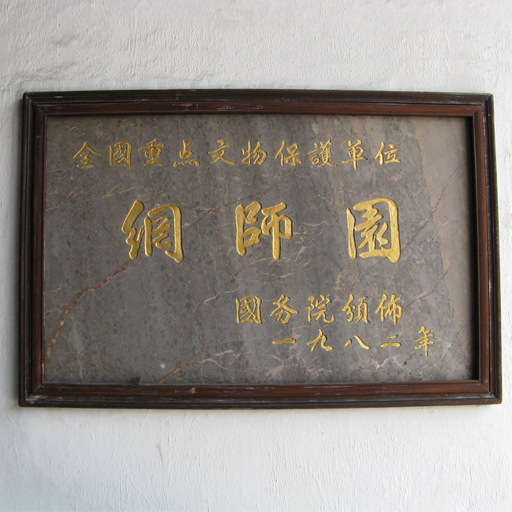 全國重点文物保護单位
網師園
國务院頒佈
一九八二年